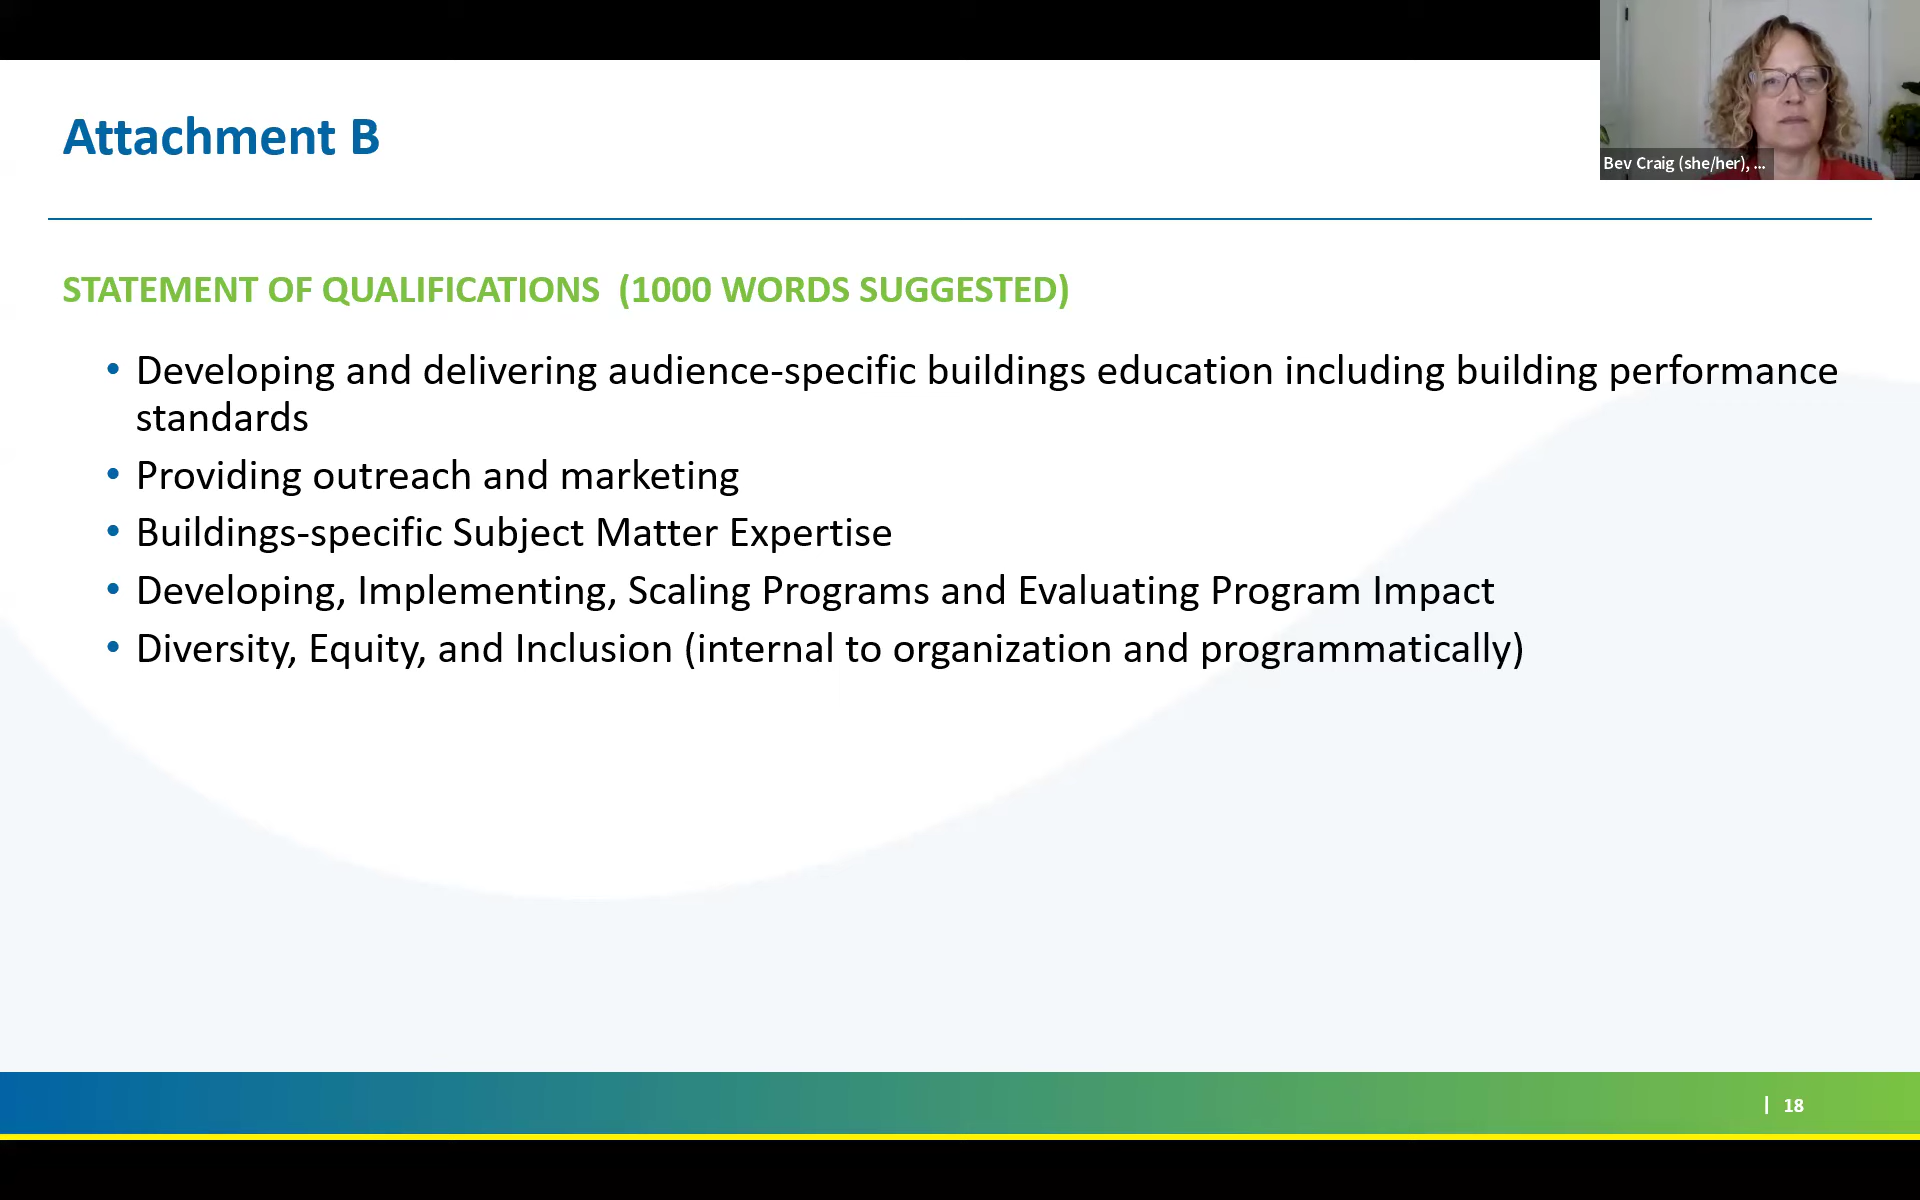 Attachment B
Bev Craig (she/her), ...
STATEMENT OF QUALIFICATIONS (1000 WORDS SUGGESTED)
• Developing and delivering audience-specific buildings education including building performance
standards
• Providing outreach and marketing
• Buildings-specific Subject Matter Expertise
• Developing, Implementing, Scaling Programs and Evaluating Program Impact
• Diversity, Equity, and Inclusion (internal to organization and programmatically)
| 18